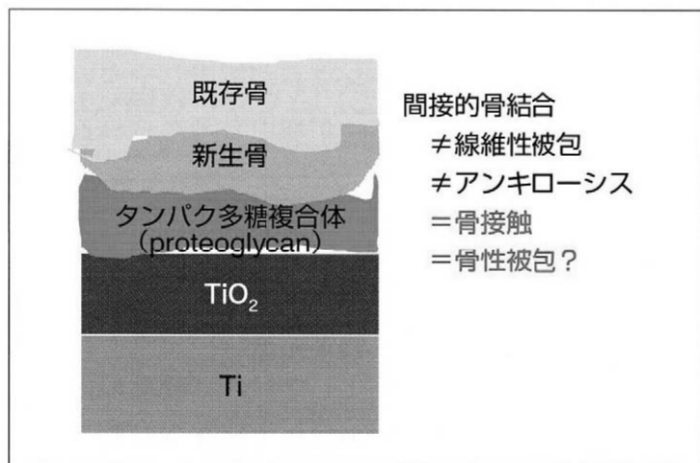 既存骨
新生骨
タンパク多糖複合体
(proteoglycan)
TiO₂
Ti
間接的骨結合
≠線維性被包
≠アンキローシス
＝骨接触
＝骨性被包？